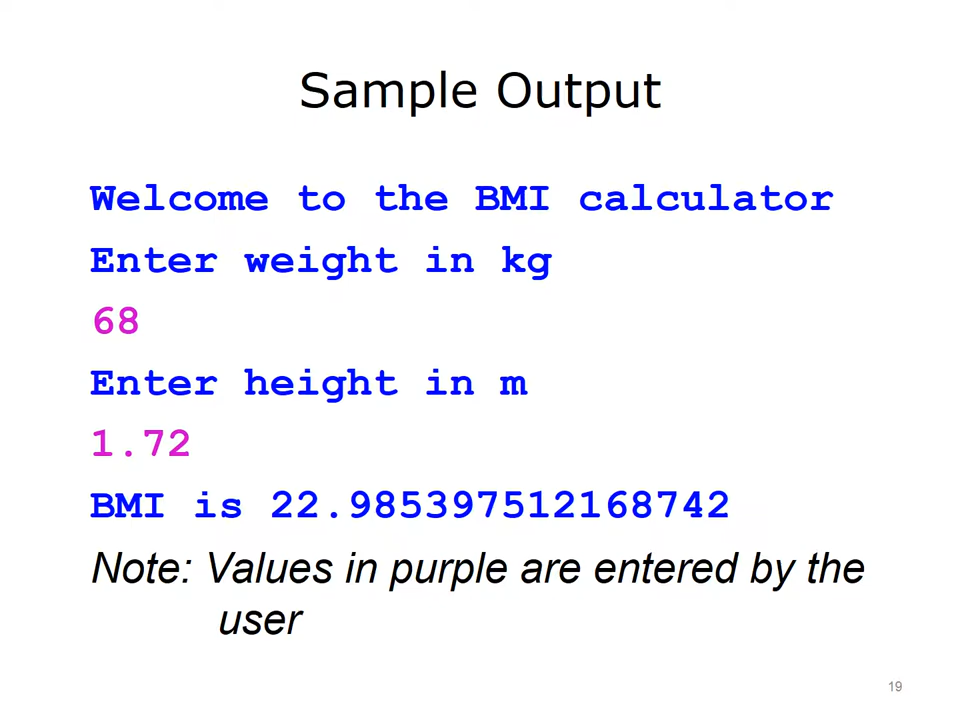 Sample Output
Welcome to the BMI calculator
Enter weight in kg
68
Enter height in m
1.72
BMI is 22.985397512168742
Note: Values in purple are entered by the
user
19